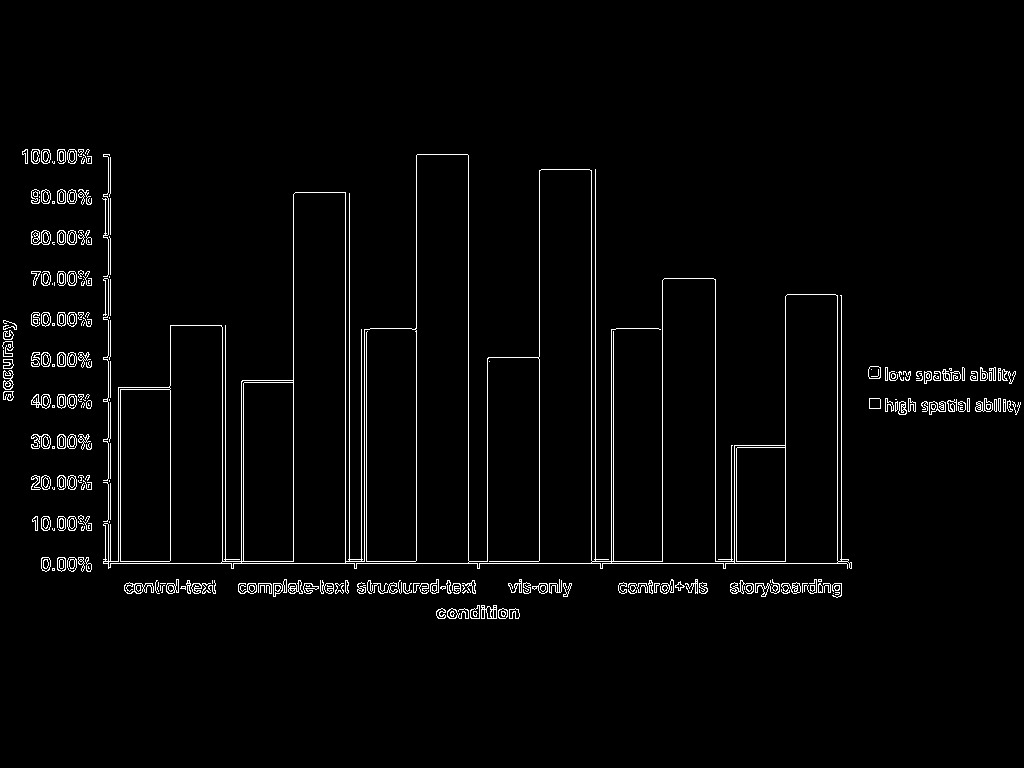 100.00%
90.00%
80.00%
70.00%
60.00%
50.00%
40.00%
30.00%
20.00%
10.00%
0.00%
accuracy
control-text complete-text structured-text vis-only control+vis storyboarding
condition
low spatial ability
high spatial ability